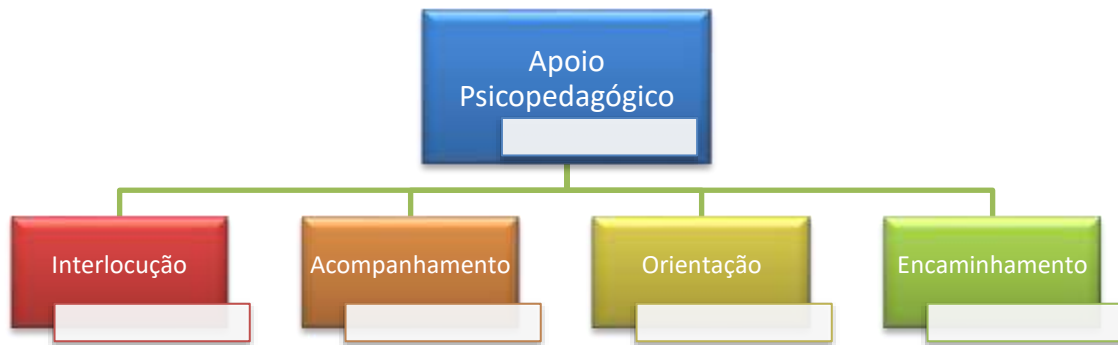 Apoio
Psicopedagógico
Interlocução
Acompanhamento
Orientação
Encaminhamento